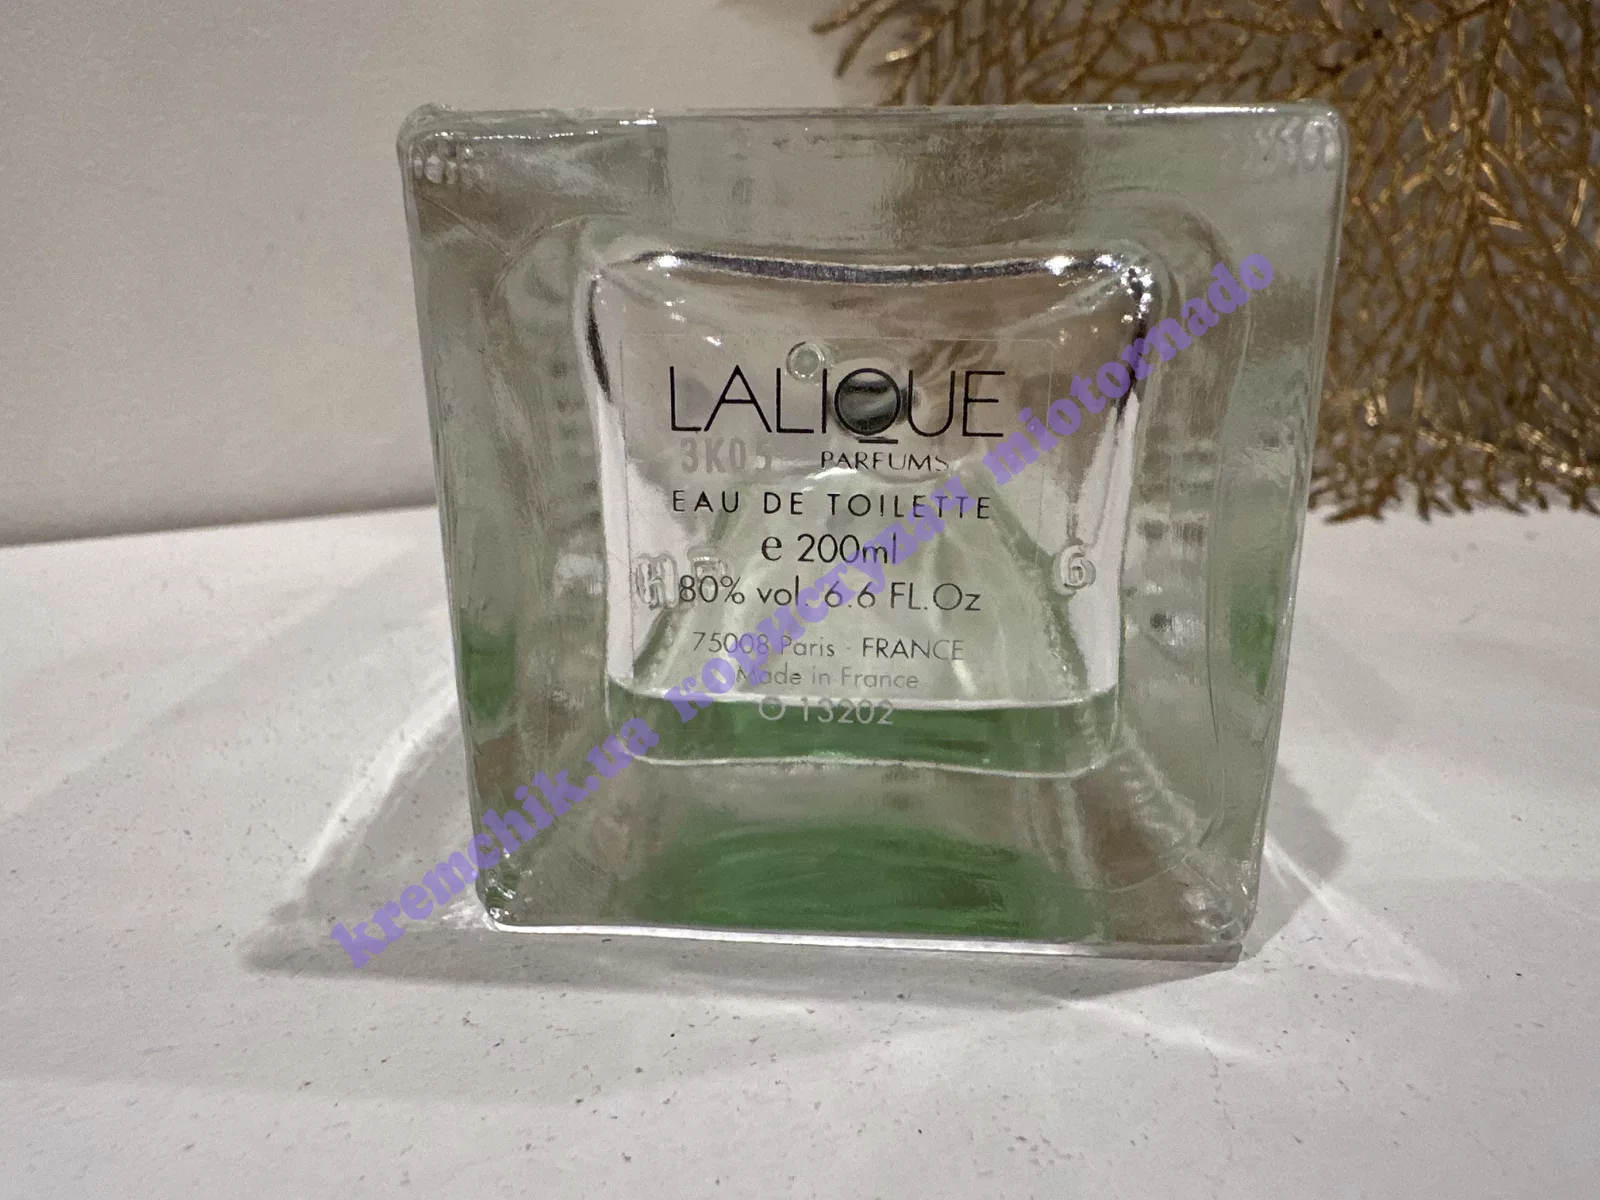 LALIQUE
3K05 PARFUMS
EAU DE TOILETTE
e 200ml
6
80% vol. 6.6 FL.Oz
75008 Paris - FRANCE
Made in France
13202
kremchik.ua користувач miotornado